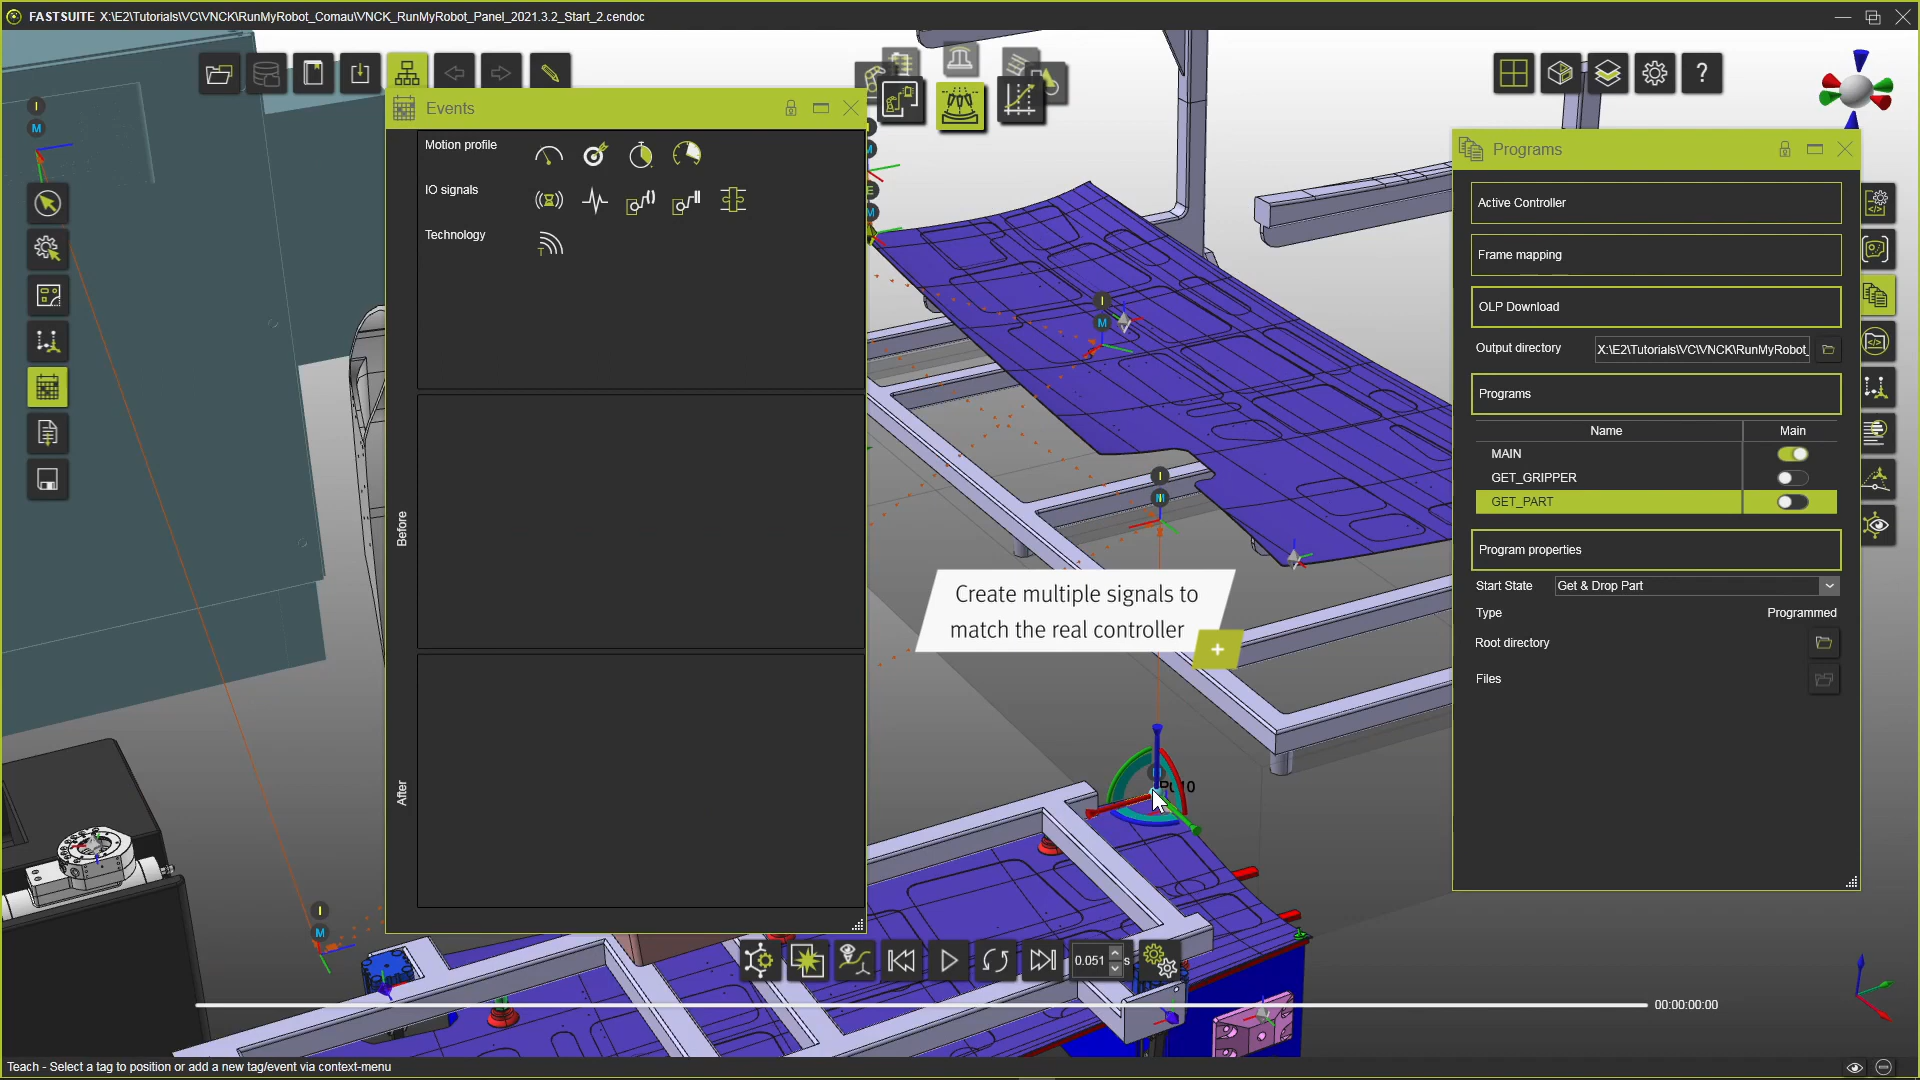 FASTSUITE X:\E2\Tutorials\VC\VNCK\RunMyRobot_Comau\VNCK_RunMyRobot_Panel_2021.3.2_Start_2.cendoc
Events
Motion profile
IO signals
Technology
T
Before
After
I
M
M
E
M
I
M
I
M
I
M
Create multiple signals to
match the real controller
+
Programs
Active Controller
Frame mapping
OLP Download
Output directory X:\E2\Tutorials\VC\VNCK\RunMyRobot_
Programs
Name Main
MAIN
GET_GRIPPER
GET_PART
Program properties
Start State Get & Drop Part
Type Programmed
Root directory
Files
?
0.051 s
00:00:00:00
Teach - Select a tag to position or add a new tag/event via context-menu